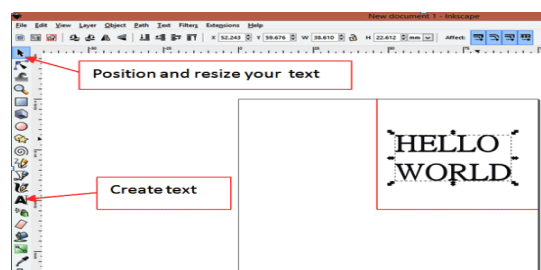 New document 1 - Inkscape
File Edit View Layer Object Path Text Filters Extensions Help
X 52.243 Y 59.676 W 38.610 H 22.612 mm Affect:
Position and resize your text
HELLO
WORLD
Create text
A